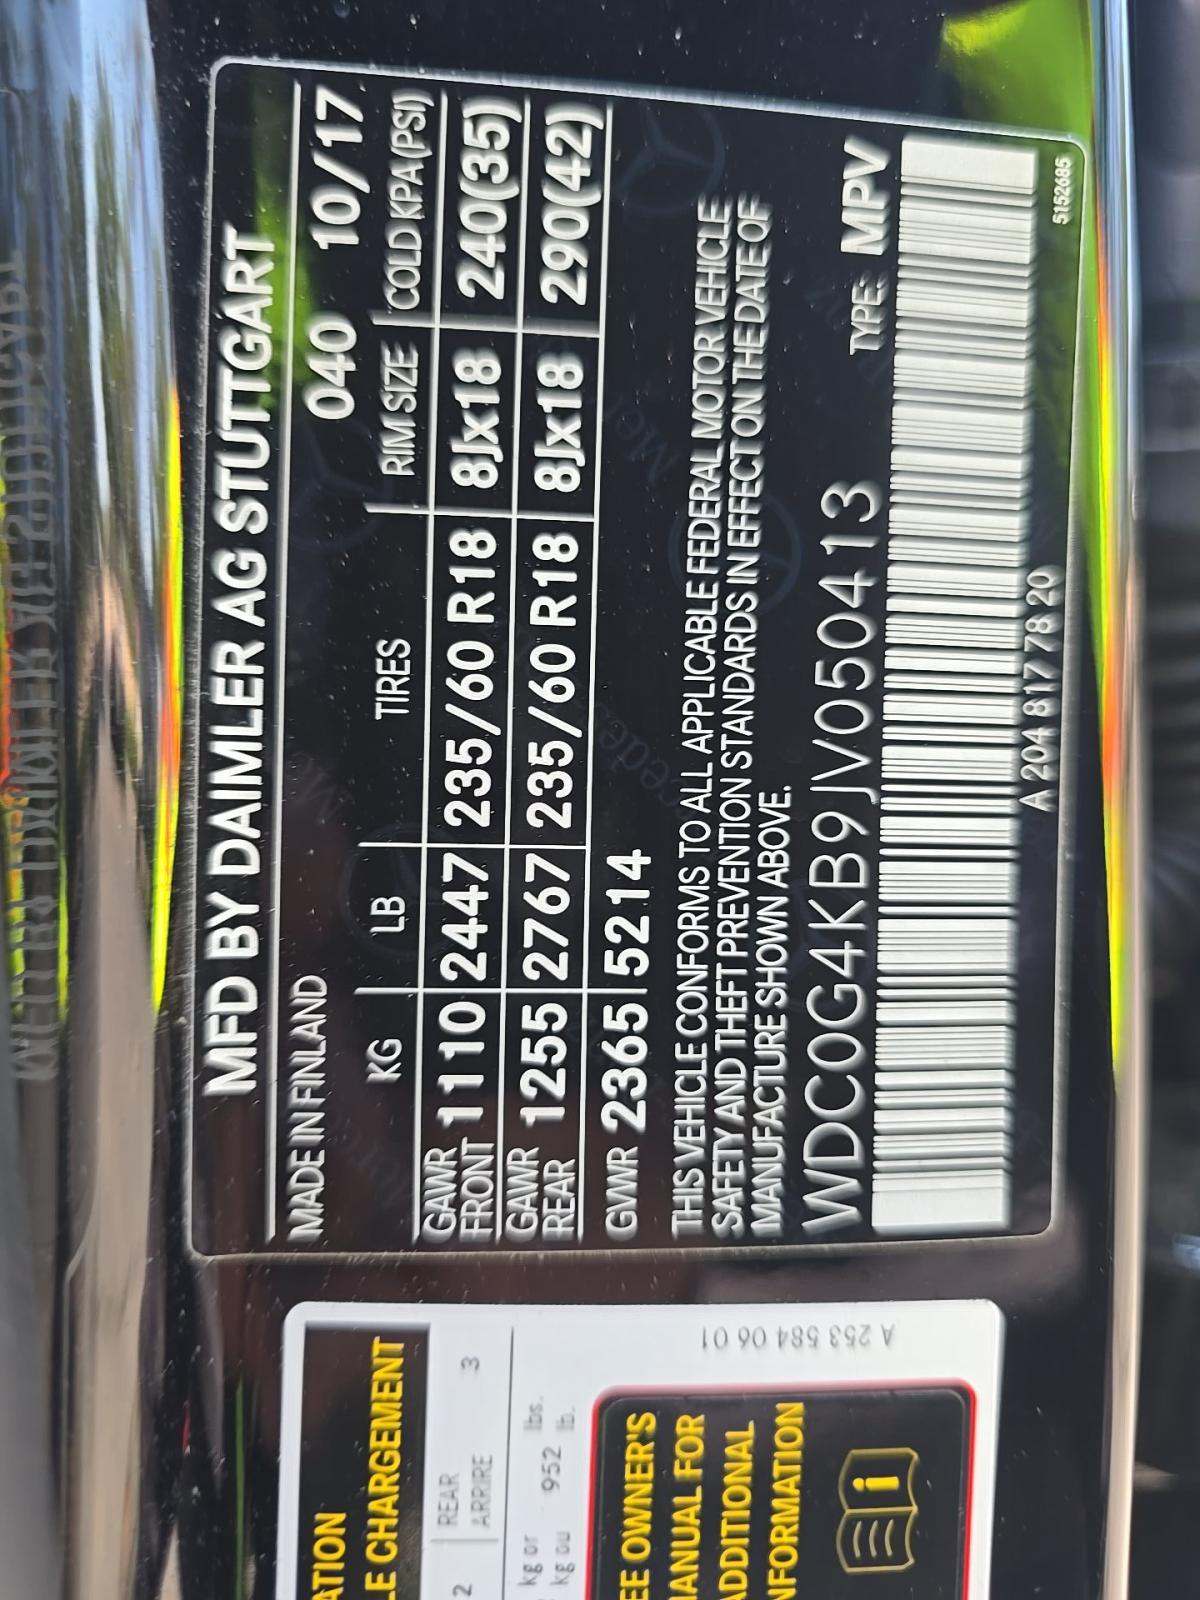 MFD BY DAIMLER AG STUTTGART
MADE IN FINLAND 040 10/17
KG LB TIRES RIM SIZE COLD KPA(PSI)
GAWR
FRONT 1110 2447 235/60 R18 8Jx18 240(35)
GAWR
REAR 1255 2767 235/60 R18 8Jx18 290(42)
GVWR 2365 5214
THIS VEHICLE CONFORMS TO ALL APPLICABLE FEDERAL MOTOR VEHICLE
SAFETY AND THEFT PREVENTION STANDARDS IN EFFECT ON THE DATE OF
MANUFACTURE SHOWN ABOVE.
TYPE: MPV
WDC0G4KB9JV050413
A 204 817 78 20
5152685
ATION
LE CHARGEMENT
2 REAR 3
ARRIRE
kg or lbs.
kg ou 952 lb.
EE OWNER'S
MANUAL FOR
ADDITIONAL
NFORMATION
i
A 253 584 06 01